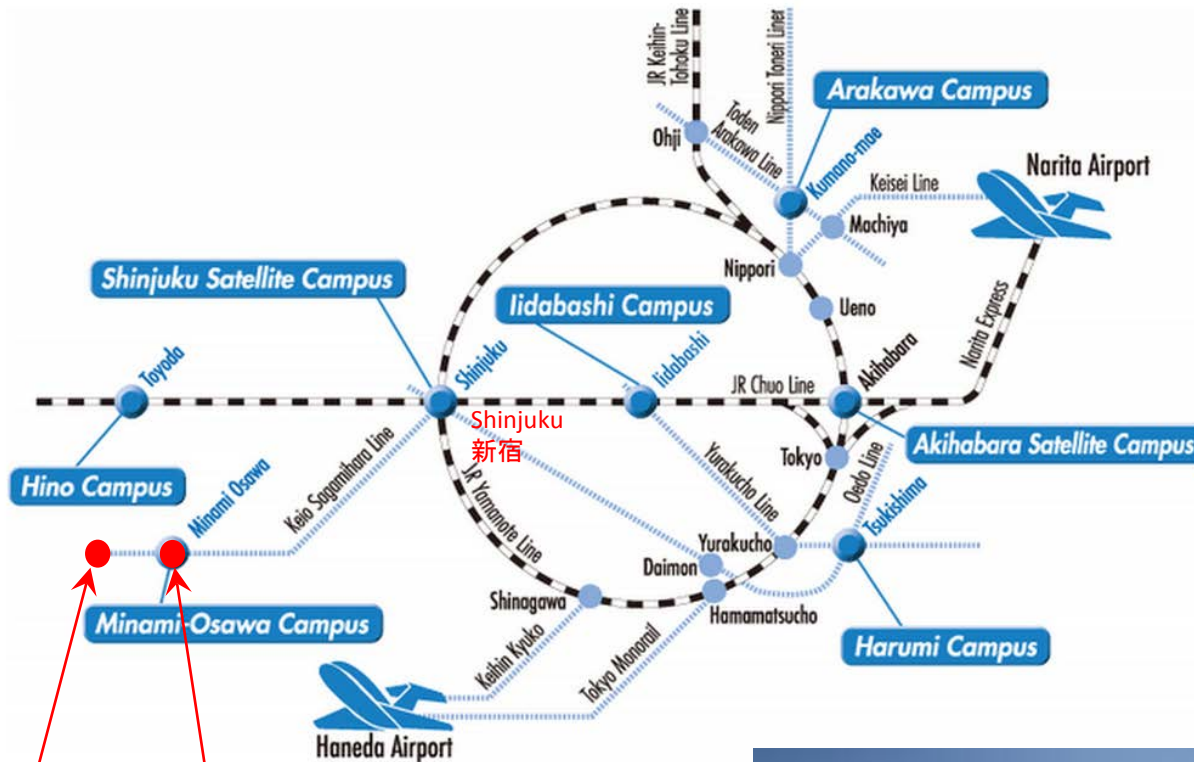 JR Keihin-
Tohoku Line
Nippori Toneri Liner
Arakawa Campus
Toden
Arakawa Line
Ohji
Kumano-mae
Narita Airport
Keisei Line
Machiya
Nippori
Shinjuku Satellite Campus
Iidabashi Campus
Ueno
Narita Express
Toyoda
Shinjuku
Iidabashi
JR Chuo Line
Akihabara
Shinjuku
新宿
Akihabara Satellite Campus
Tokyo
Hino Campus
Minami Osawa
Keio Sagamihara Line
JR Yamanote Line
Yurakucho Line
Oedo Line
Tsukishima
Yurakucho
Daimon
Minami-Osawa Campus
Shinagawa
Hamamatsucho
Harumi Campus
Keihin Kyuko
Tokyo Monorail
Haneda Airport